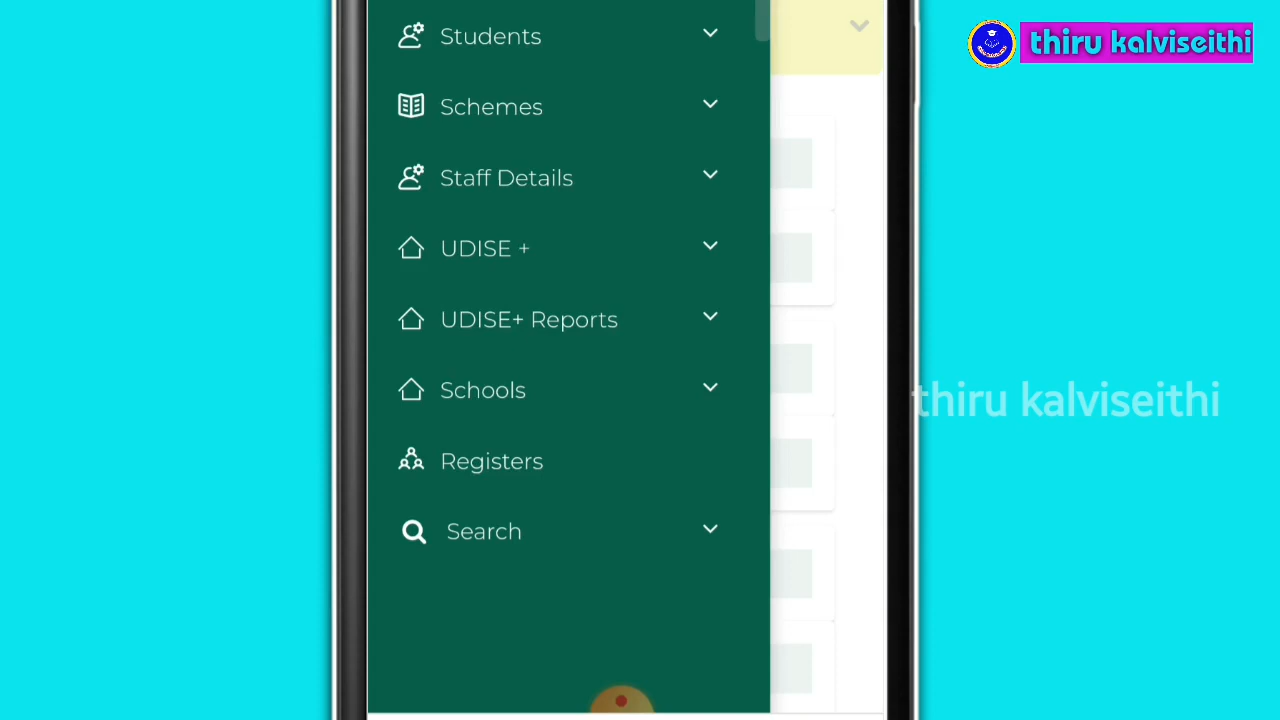 thiru kalviseithi
Students
Schemes
Staff Details
UDISE +
UDISE+ Reports
Schools
thiru kalviseithi
Registers
Search